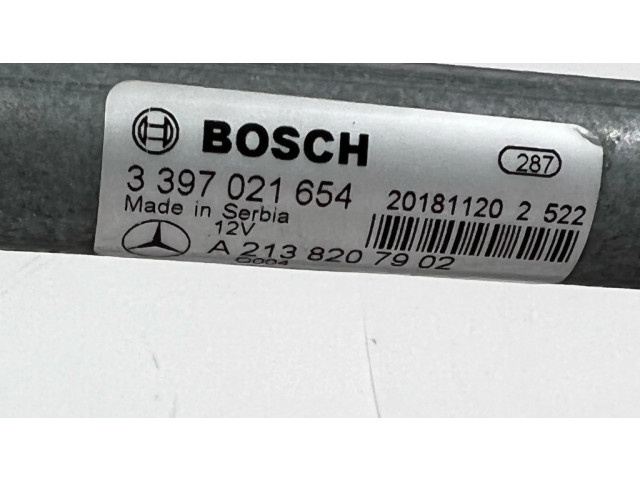 BOSCH
287
3 397 021 654
20181120 2 522
Made in Serbia
12V
A 213 820 79 02
0004